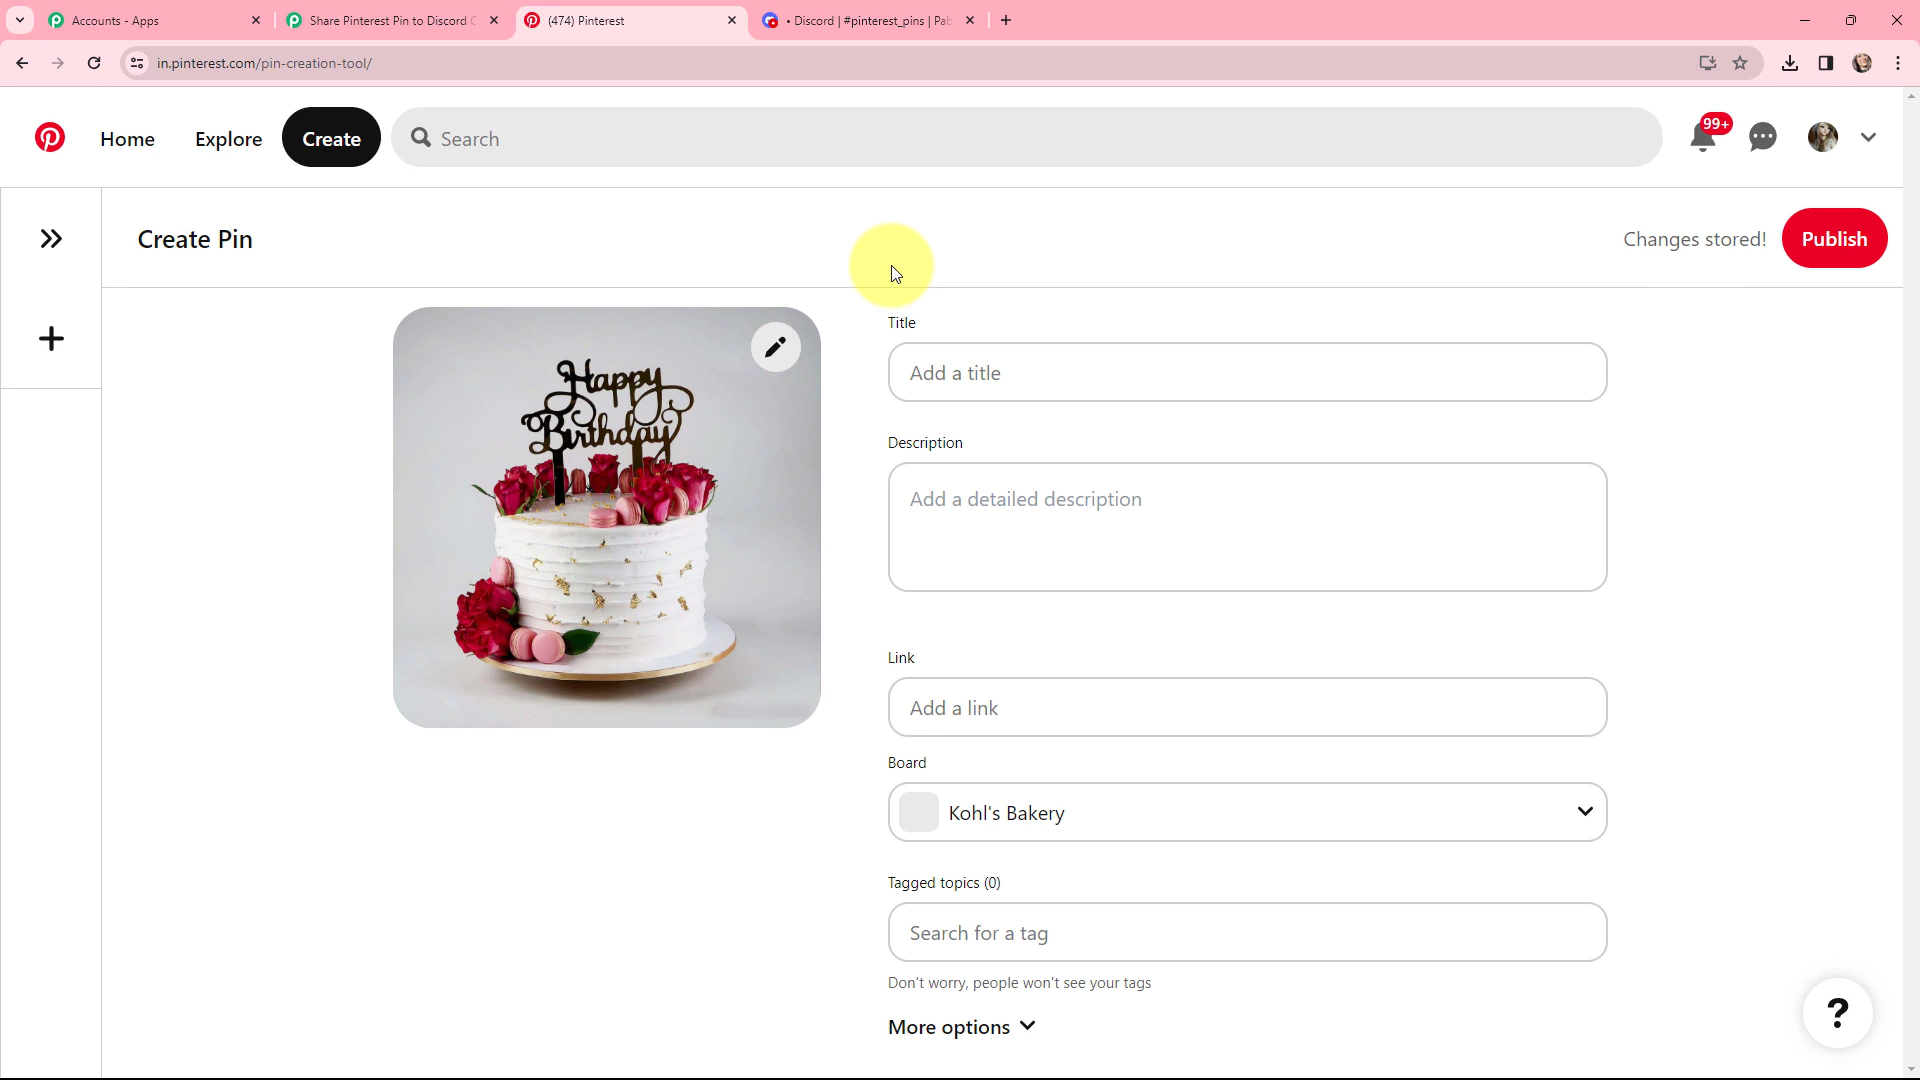 Accounts - Apps
Share Pinterest Pin to Discord
(474) Pinterest
• Discord | #pinterest_pins | Pab
in.pinterest.com/pin-creation-tool/
Home
Explore
Create
Search
99+
Create Pin
Changes stored!
Publish
Happy
Birthday
Title
Add a title
Description
Add a detailed description
Link
Add a link
Board
Kohl's Bakery
Tagged topics (0)
Search for a tag
Don't worry, people won't see your tags
More options
?